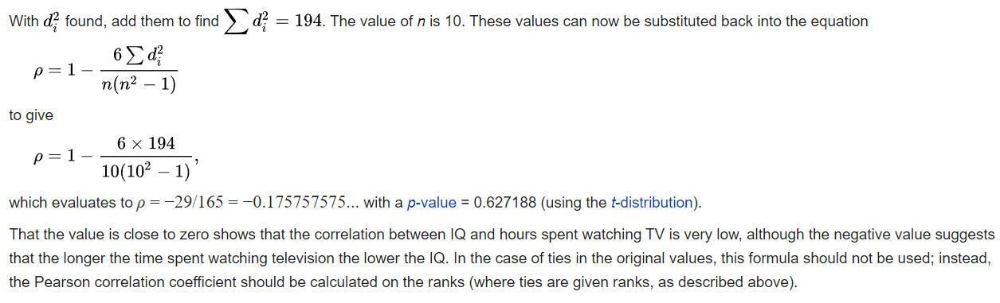 With d_i^2 found, add them to find ∑ d_i^2 = 194. The value of n is 10. These values can now be substituted back into the equation
ρ = 1 − \frac{6 ∑ d_i^2}{n(n^2 − 1)}
to give
ρ = 1 − \frac{6 × 194}{10(10^2 − 1)},
which evaluates to ρ = −29/165 = −0.175757575... with a p-value = 0.627188 (using the t-distribution).
That the value is close to zero shows that the correlation between IQ and hours spent watching TV is very low, although the negative value suggests
that the longer the time spent watching television the lower the IQ. In the case of ties in the original values, this formula should not be used; instead,
the Pearson correlation coefficient should be calculated on the ranks (where ties are given ranks, as described above).